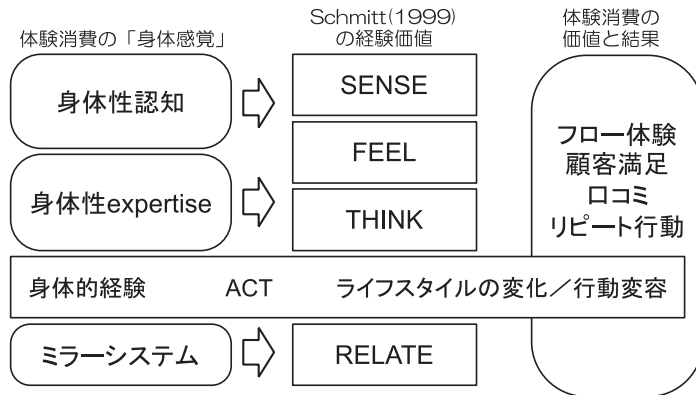 体験消費の「身体感覚」
Schmitt(1999)
の経験価値
体験消費の
価値と結果
身体性認知
SENSE
FEEL
身体性expertise
THINK
フロー体験
顧客満足
口コミ
リピート行動
身体的経験 ACT ライフスタイルの変化／行動変容
ミラーシステム
RELATE